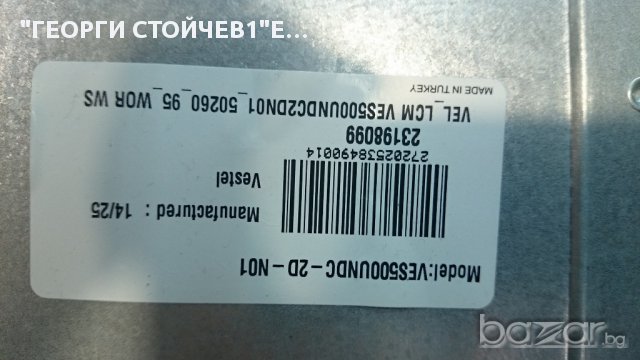 "ГЕОРГИ СТОЙЧЕВ1"Е...
Model:VES500UNDC-2D-N01
Manufactured : 14/25
Vestel
27202538490014
23198099
VEL_LCM VES500UNDC2DN01_50260_95_WOR WS
MADE IN TURKEY
bazar.bg